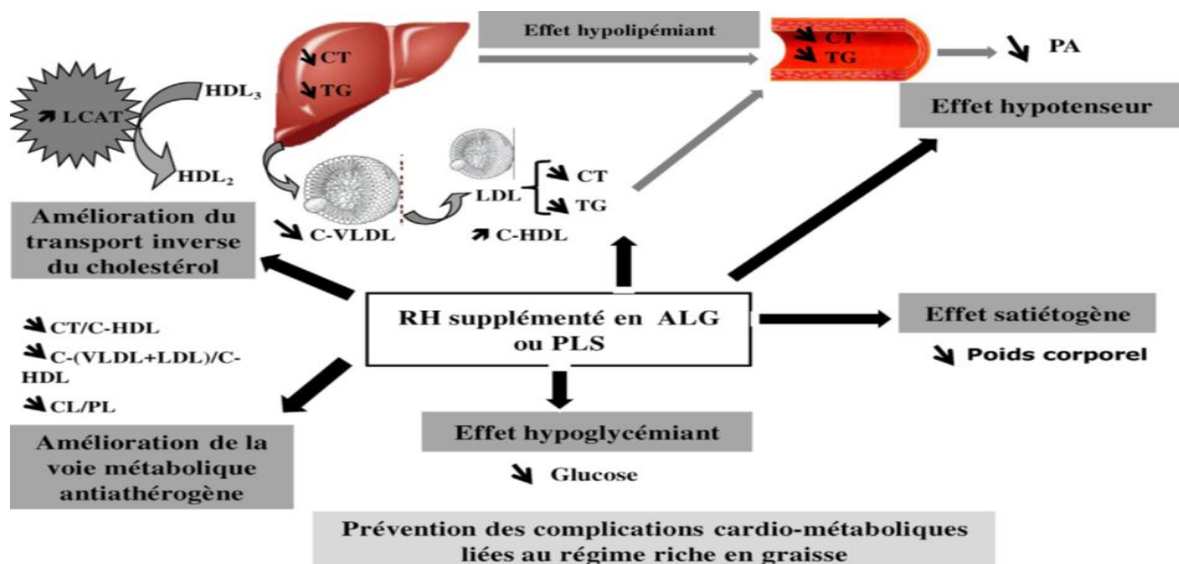 Effet hypolipémiant
↘ CT
↘ TG
↘ CT
↘ TG
↘ PA
Effet hypotenseur
↗ LCAT
HDL₃
HDL₂
↘ C-VLDL
LDL
↘ CT
↘ TG
↗ C-HDL
Amélioration du
transport inverse
du cholestérol
RH supplémenté en ALG
ou PLS
Effet satiétogène
↘ Poids corporel
↘ CT/C-HDL
↘ C-(VLDL+LDL)/C-
HDL
↘ CL/PL
Amélioration de la
voie métabolique
antiathérogène
Effet hypoglycémiant
↘ Glucose
Prévention des complications cardio-métaboliques
liées au régime riche en graisse